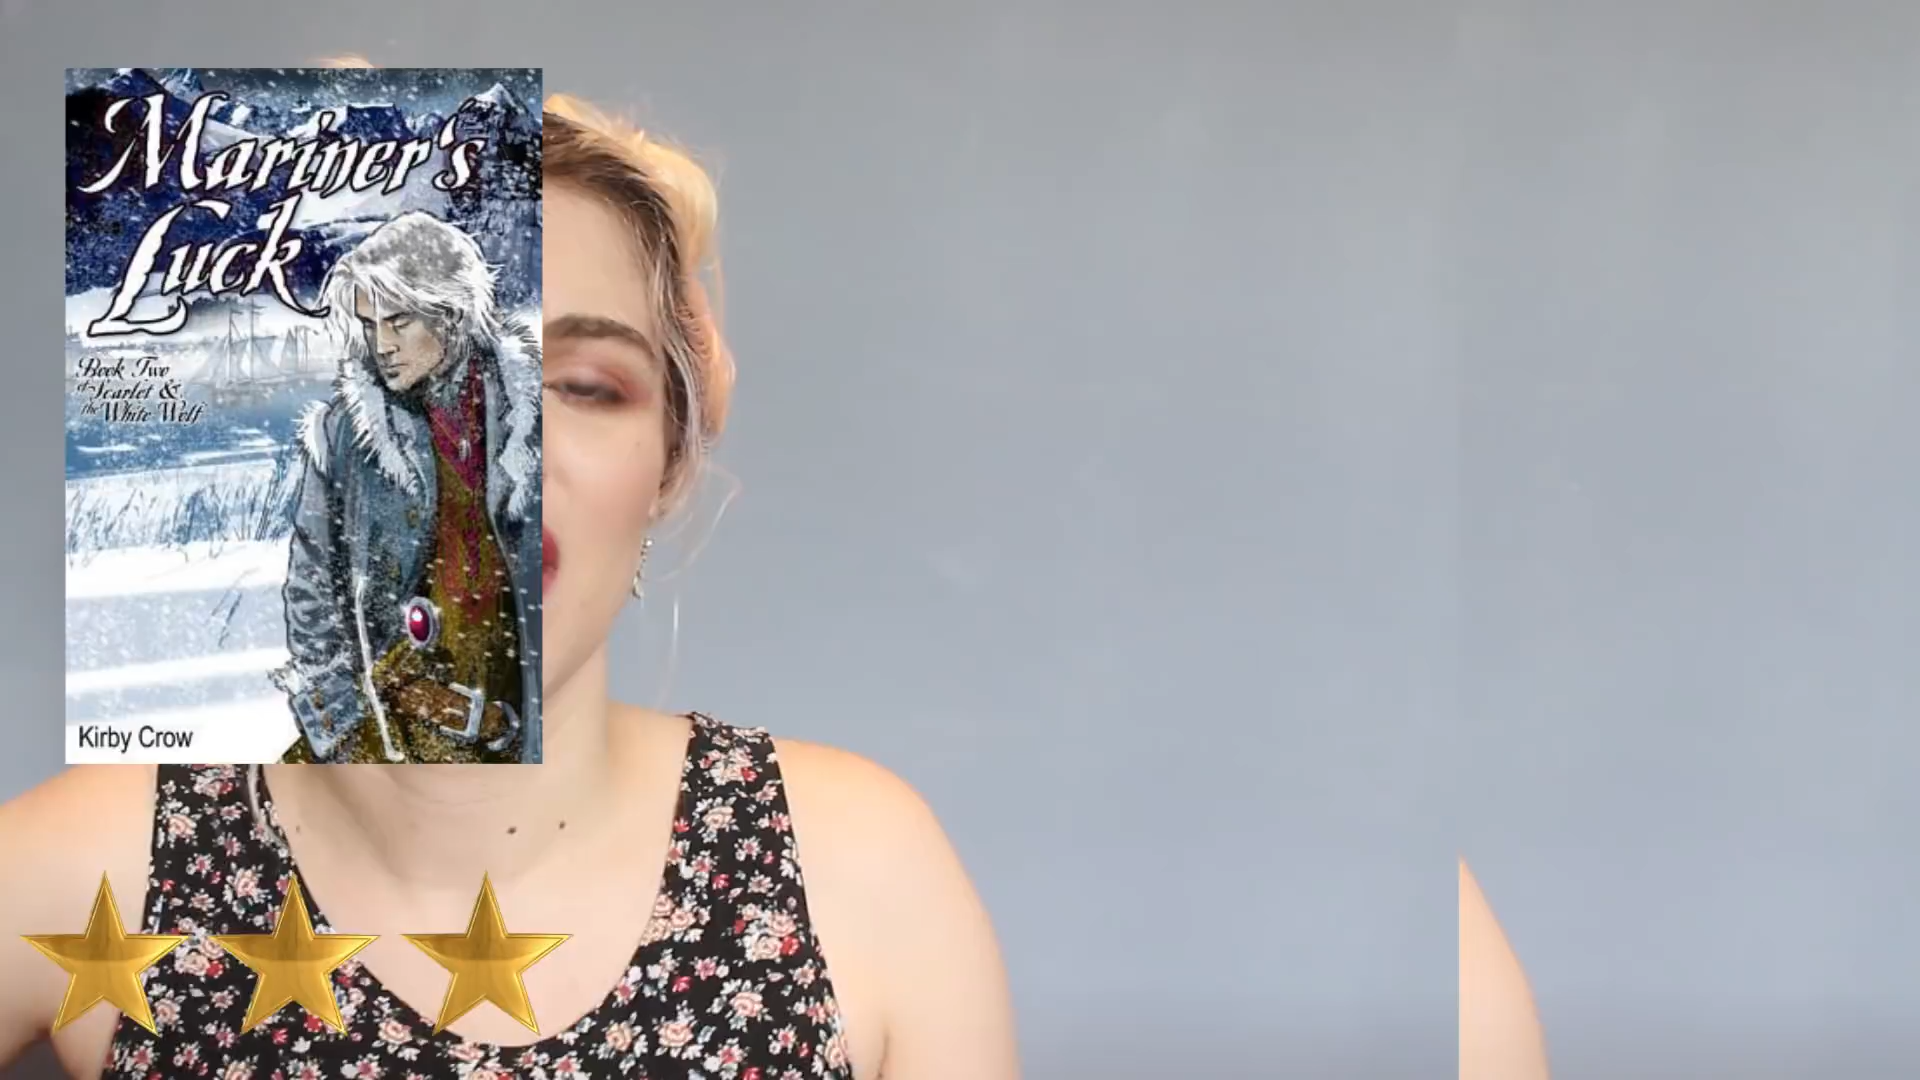 Mariner's
Luck
Book Two
of Scarlet &
the White Wolf
Kirby Crow